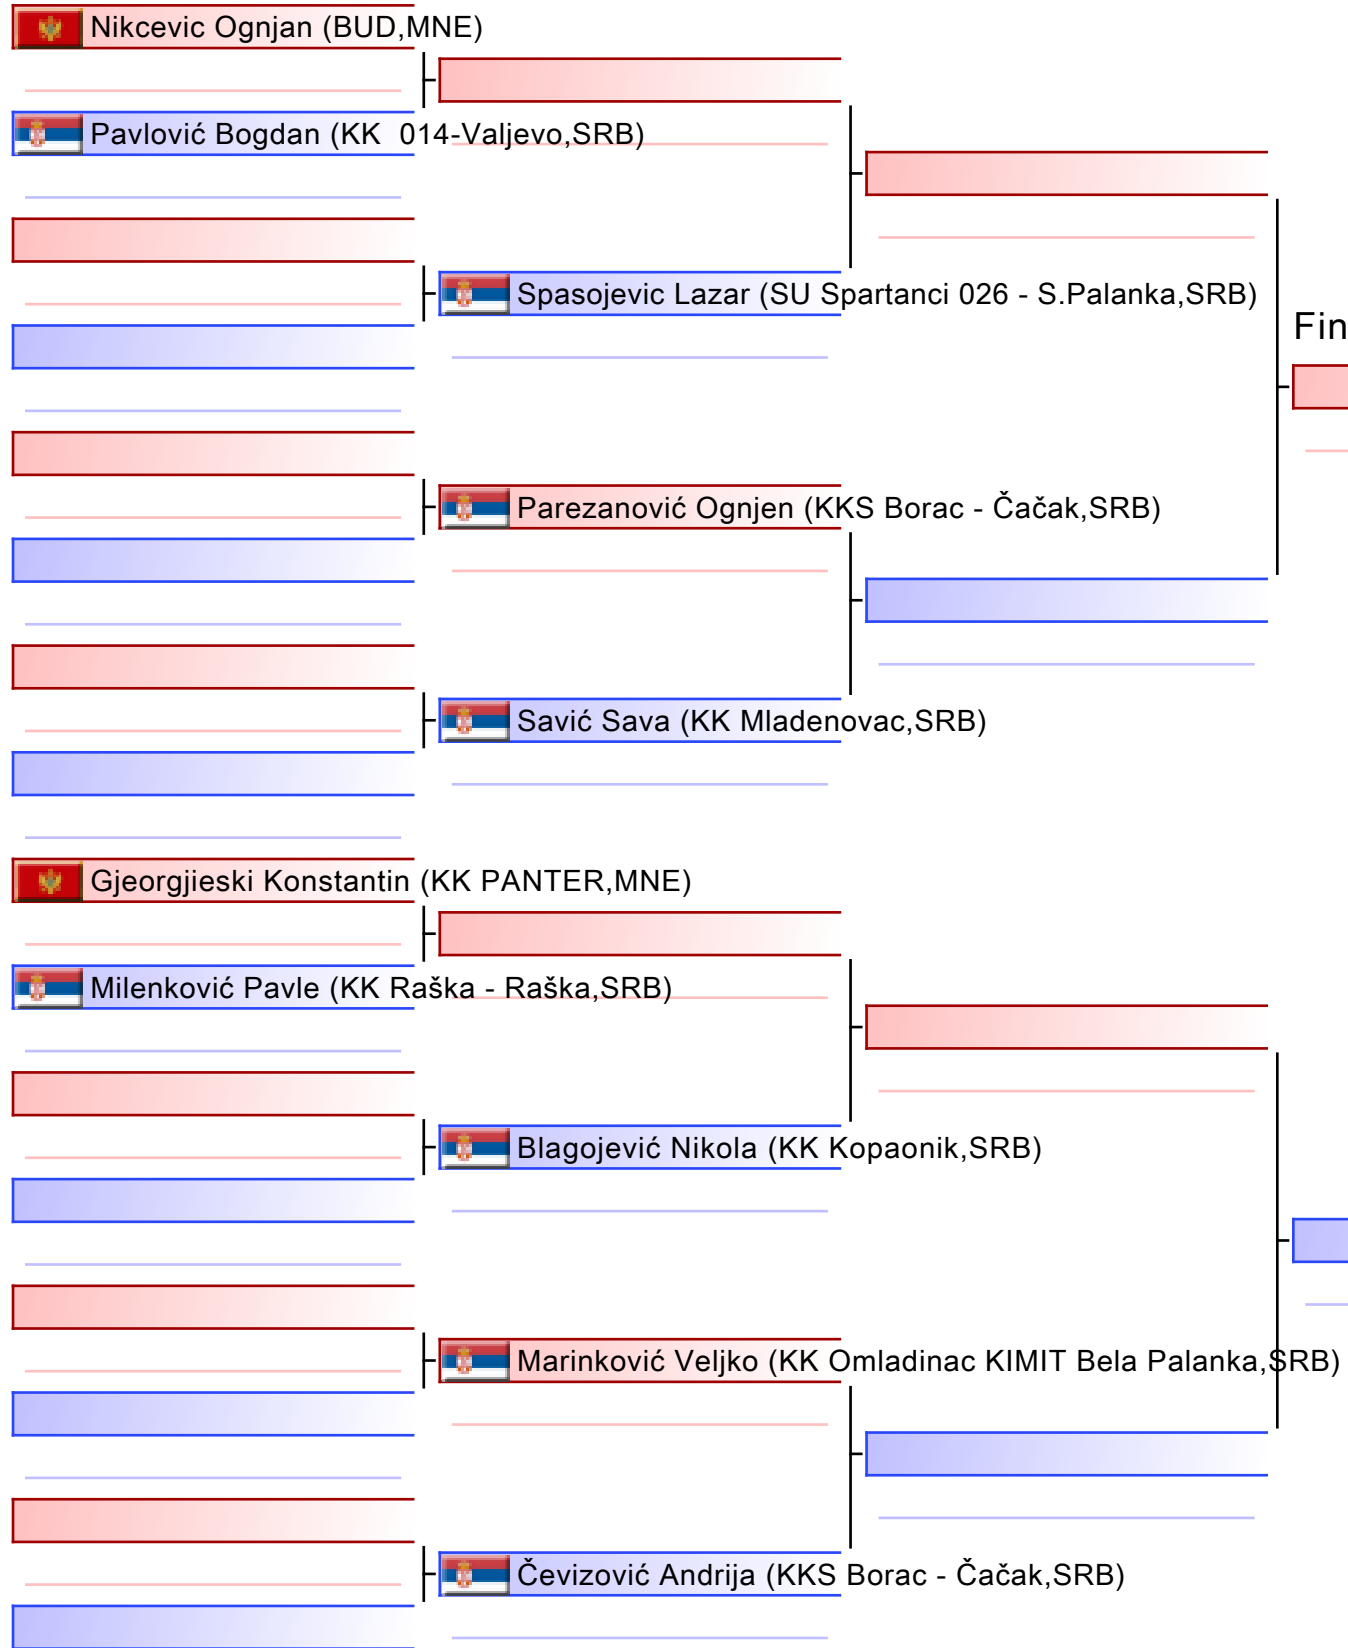 Nikcevic Ognjan (BUD,MNE)
Pavlović Bogdan (KK  014-Valjevo,SRB)
Spasojevic Lazar (SU Spartanci 026 - S.Palanka,SRB)
Fin
Parezanović Ognjen (KKS Borac - Čačak,SRB)
Savić Sava (KK Mladenovac,SRB)
Gjeorgjieski Konstantin (KK PANTER,MNE)
Milenković Pavle (KK Raška - Raška,SRB)
Blagojević Nikola (KK Kopaonik,SRB)
Marinković Veljko (KK Omladinac KIMIT Bela Palanka,SRB)
Čevizović Andrija (KKS Borac - Čačak,SRB)